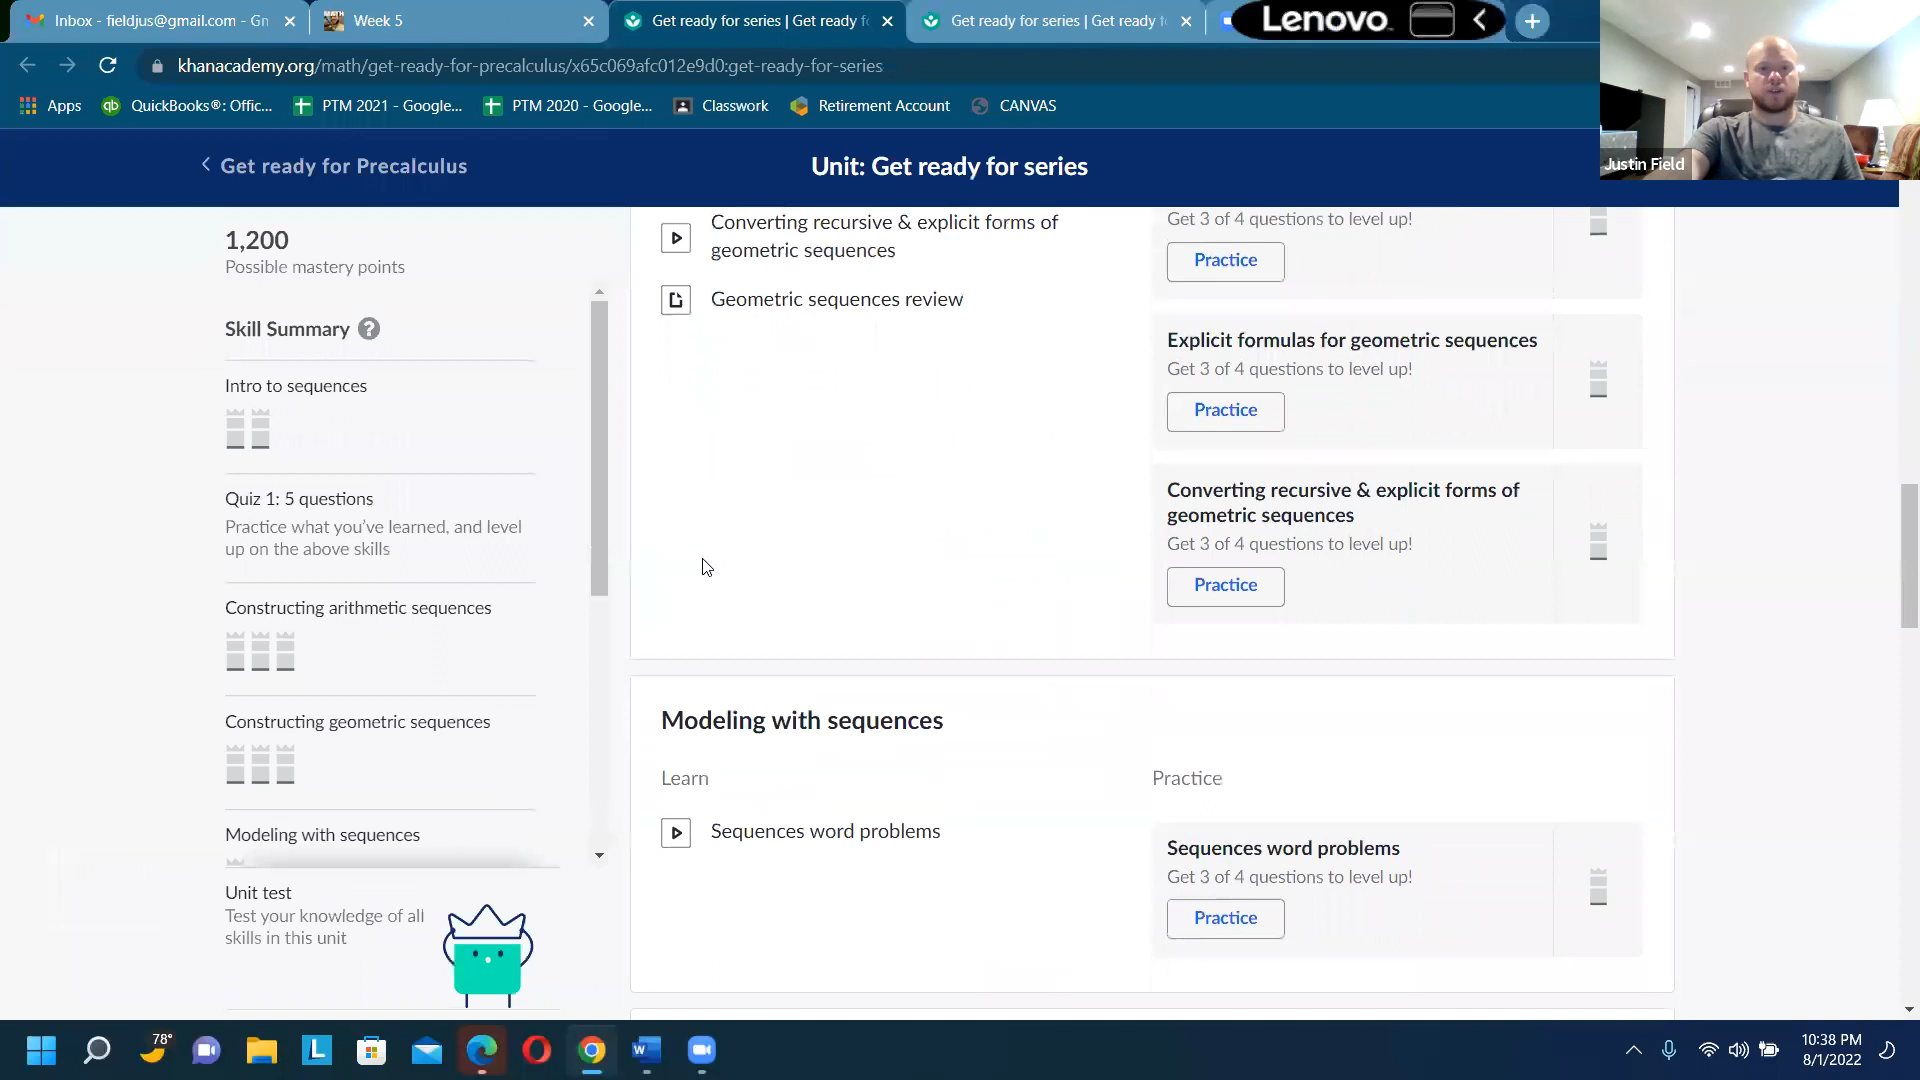 Inbox - fieldjus@gmail.com - Gn
Week 5
Get ready for series | Get ready f
Get ready for series | Get ready t
Lenovo
khanacademy.org/math/get-ready-for-precalculus/x65c069afc012e9d0:get-ready-for-series
Apps
qb
QuickBooks®: Offic...
PTM 2021 - Google...
PTM 2020 - Google...
Classwork
Retirement Account
CANVAS
Justin Field
Get ready for Precalculus
Unit: Get ready for series
1,200
Possible mastery points
Skill Summary ?
Intro to sequences
Quiz 1: 5 questions
Practice what you've learned, and level
up on the above skills
Constructing arithmetic sequences
Constructing geometric sequences
Modeling with sequences
Unit test
Test your knowledge of all
skills in this unit
Converting recursive & explicit forms of
geometric sequences
Geometric sequences review
Get 3 of 4 questions to level up!
Practice
Explicit formulas for geometric sequences
Get 3 of 4 questions to level up!
Practice
Converting recursive & explicit forms of
geometric sequences
Get 3 of 4 questions to level up!
Practice
Modeling with sequences
Learn
Practice
Sequences word problems
Sequences word problems
Get 3 of 4 questions to level up!
Practice
78°
L
W
10:38 PM
8/1/2022